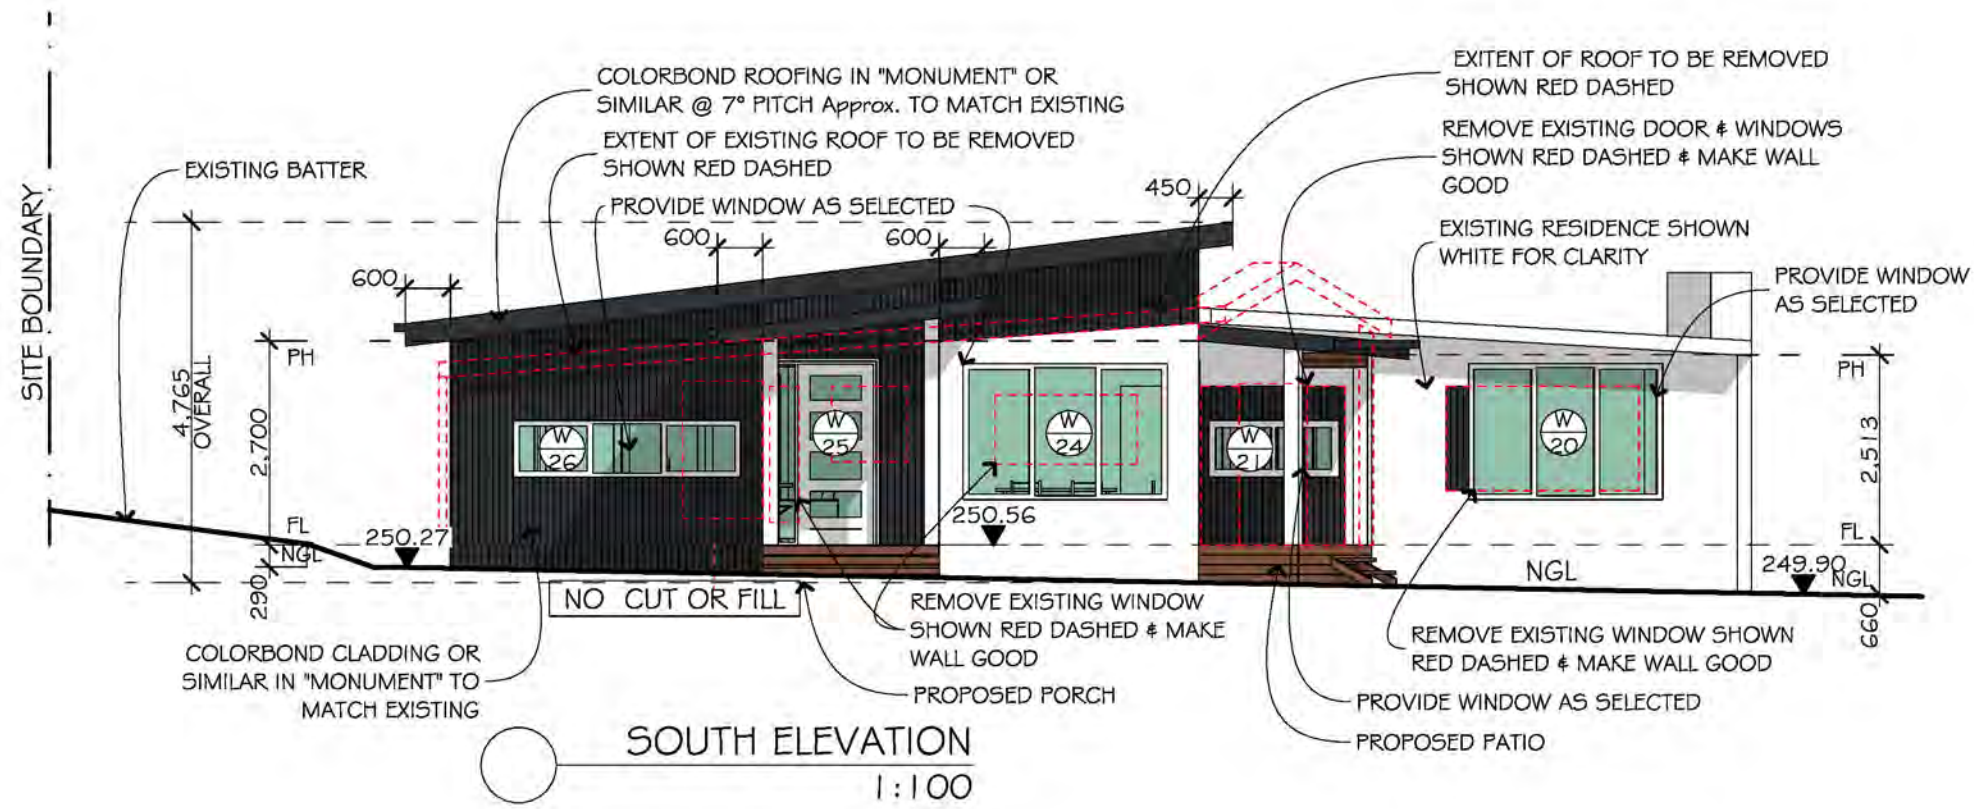 COLORBOND ROOFING IN "MONUMENT" OR
SIMILAR @ 7° PITCH Approx. TO MATCH EXISTING
EXTENT OF EXISTING ROOF TO BE REMOVED
SHOWN RED DASHED
PROVIDE WINDOW AS SELECTED
EXITENT OF ROOF TO BE REMOVED
SHOWN RED DASHED
REMOVE EXISTING DOOR & WINDOWS
SHOWN RED DASHED & MAKE WALL
GOOD
EXISTING RESIDENCE SHOWN
WHITE FOR CLARITY
PROVIDE WINDOW
AS SELECTED
EXISTING BATTER
SITE BOUNDARY
450
600
600
600
4,765
OVERALL
2,700
290
PH
FL
NGL
250.27
W
26
W
25
W
24
W
21
W
20
250.56
PH
2,513
FL
NGL
249.90
NGL
660
NO CUT OR FILL
COLORBOND CLADDING OR
SIMILAR IN "MONUMENT" TO
MATCH EXISTING
REMOVE EXISTING WINDOW
SHOWN RED DASHED & MAKE
WALL GOOD
PROPOSED PORCH
REMOVE EXISTING WINDOW SHOWN
RED DASHED & MAKE WALL GOOD
PROVIDE WINDOW AS SELECTED
PROPOSED PATIO
SOUTH ELEVATION
1:100